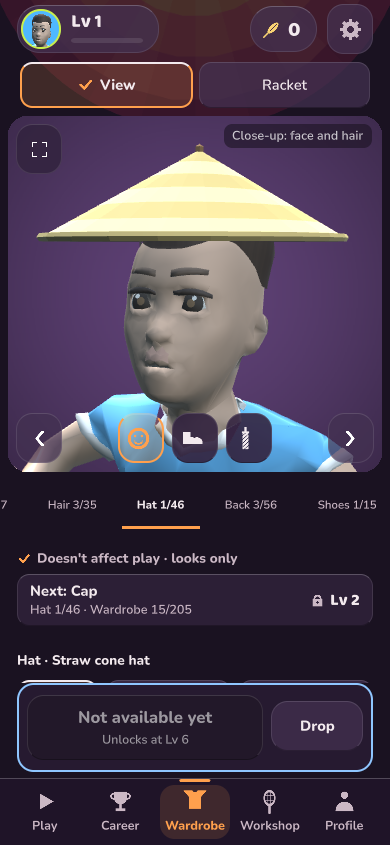 Lv 1
0
View
Racket
Close-up: face and hair
7
Hair 3/35
Hat 1/46
Back 3/56
Shoes 1/15
Doesn't affect play · looks only
Next: Cap
Hat 1/46 · Wardrobe 15/205
Lv 2
Hat · Straw cone hat
Not available yet
Unlocks at Lv 6
Drop
Play
Career
Wardrobe
Workshop
Profile